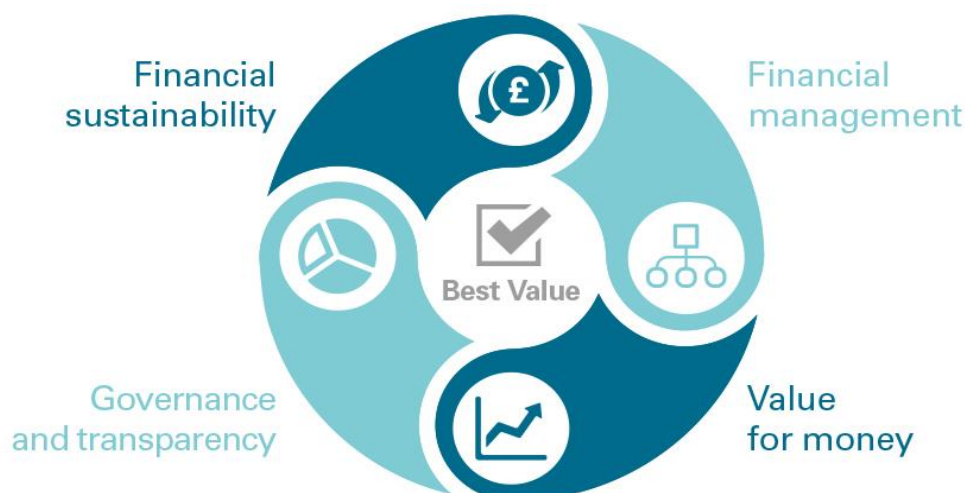 Financial
sustainability
Financial
management
£
Best Value
Governance
and transparency
Value
for money